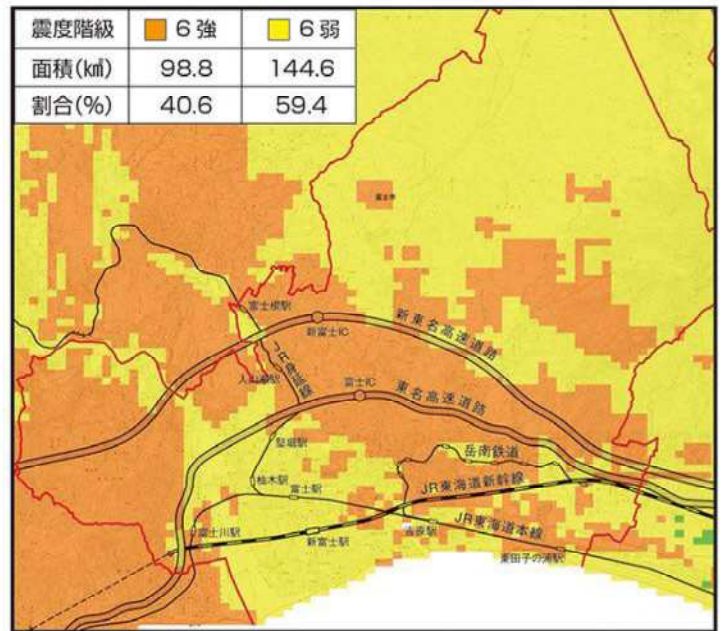 震度階級 6強 6弱
面積(㎢) 98.8 144.6
割合(%) 40.6 59.4
富士市
富士根駅
新富士IC
新東名高速道路
JR身延線
入山瀬駅
富士IC
東名高速道路
竪堀駅
岳南鉄道
柚木駅
富士駅
JR東海道新幹線
富士川駅
新富士駅
吉原駅
JR東海道本線
東田子の浦駅